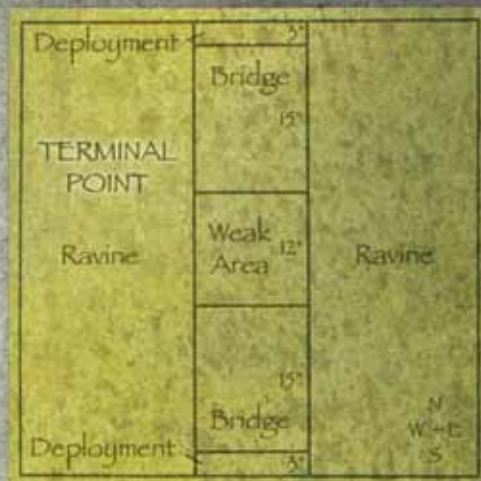 Deployment
3"
Bridge
15"
TERMINAL
POINT
Ravine
Weak
Area
12"
Ravine
15"
Bridge
N
W E
S
Deployment
3"